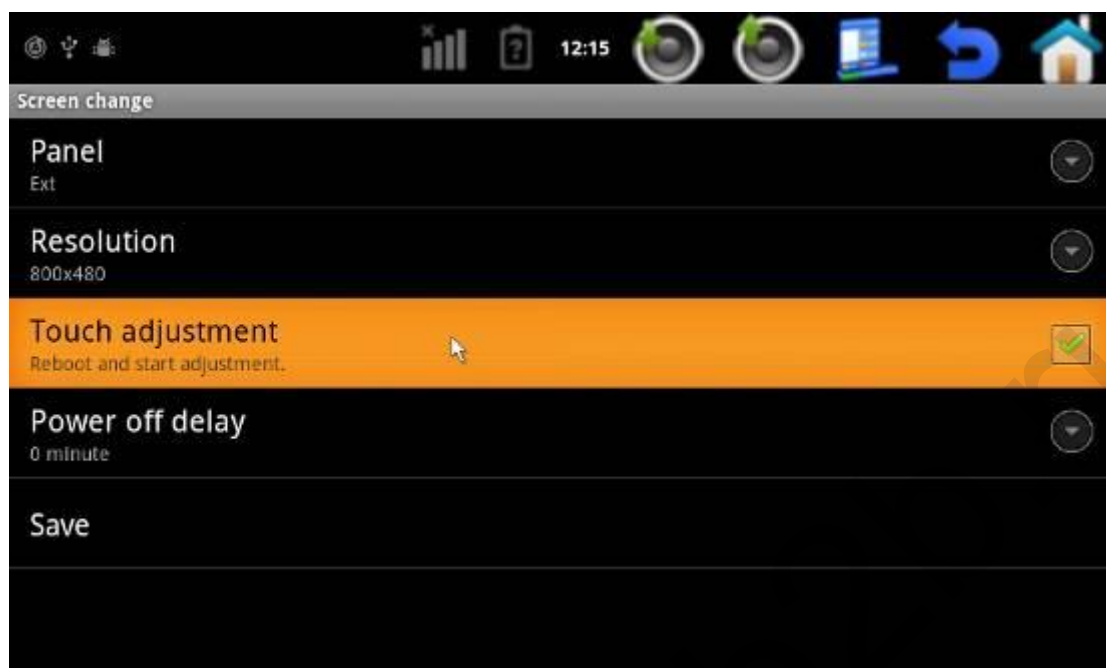 12:15
Screen change
Panel
Ext
Resolution
800x480
Touch adjustment
Reboot and start adjustment.
Power off delay
0 minute
Save